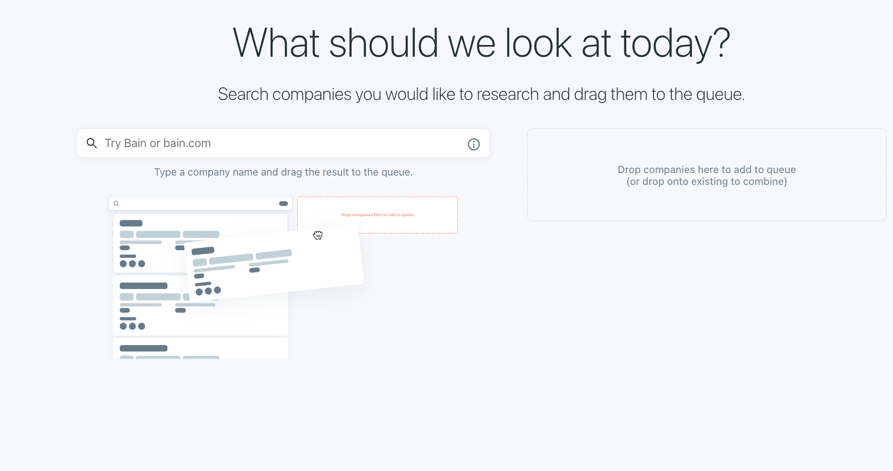 What should we look at today?
Search companies you would like to research and drag them to the queue.
Try Bain or bain.com
Type a company name and drag the result to the queue.
Drop companies here to add to queue
Drop companies here to add to queue
(or drop onto existing to combine)